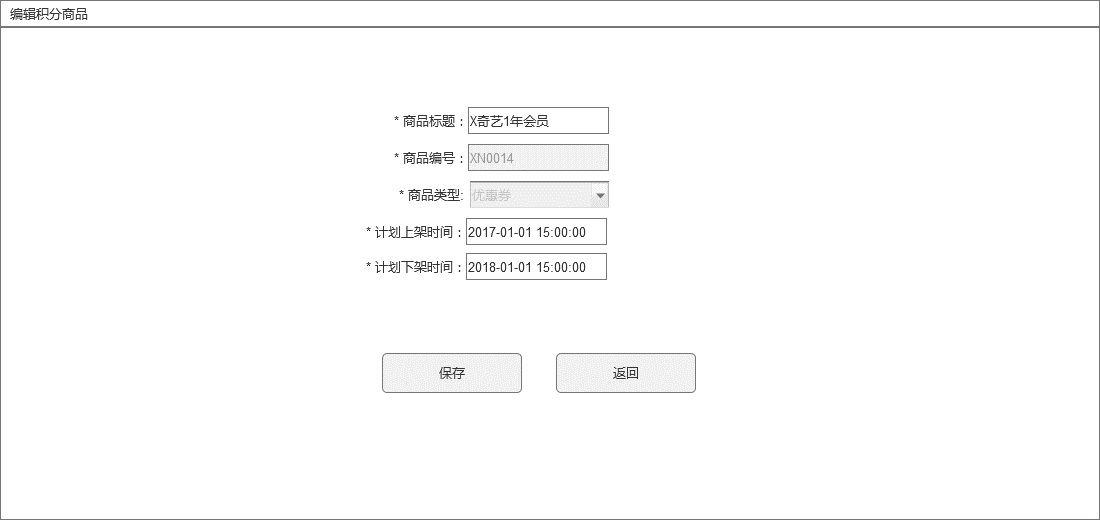 编辑积分商品
* 商品标题：X奇艺1年会员
* 商品编号：XN0014
* 商品类型: 优惠券
* 计划上架时间：2017-01-01 15:00:00
* 计划下架时间：2018-01-01 15:00:00
保存 返回